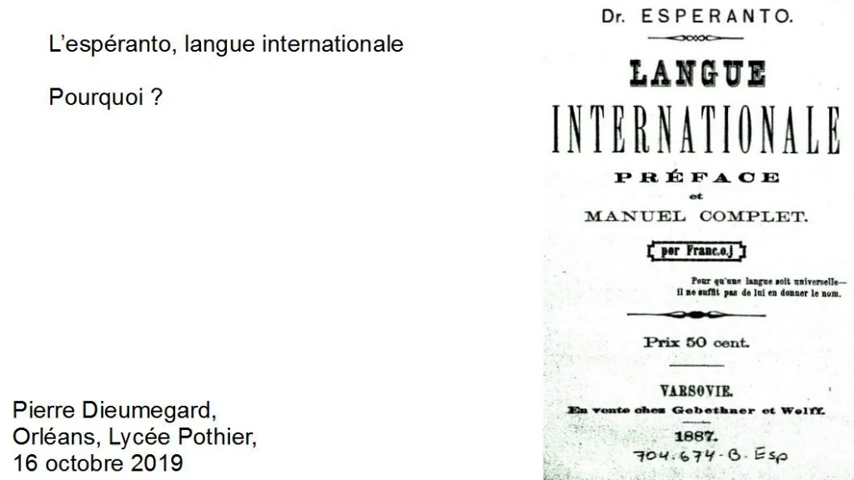 L'espéranto, langue internationale
Pourquoi ?
Pierre Dieumegard,
Orléans, Lycée Pothier,
16 octobre 2019
Dr. ESPERANTO.
LANGUE
INTERNATIONALE
PRÉFACE
et
MANUEL COMPLET.
por Franc,o,j
Pour qu'une langue soit universelle—
il ne suffit pas de lui en donner le nom.
Prix 50 cent.
VARSOVIE.
En vente chez Gebethner et Wolff.
1887.
704.674-B. Esp